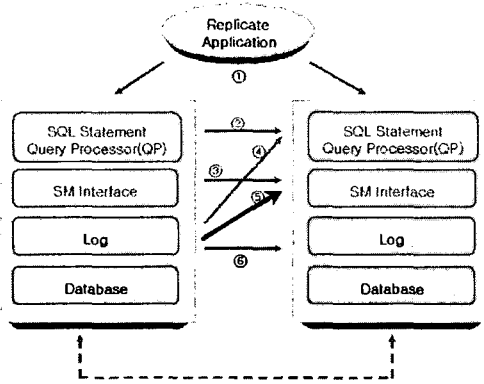 Replicate
Application
①
SQL Statement
Query Processor(QP)
SM Interface
Log
Database
②
④
③
⑤
⑥
SQL Statement
Query Processor(QP)
SM Interface
Log
Database